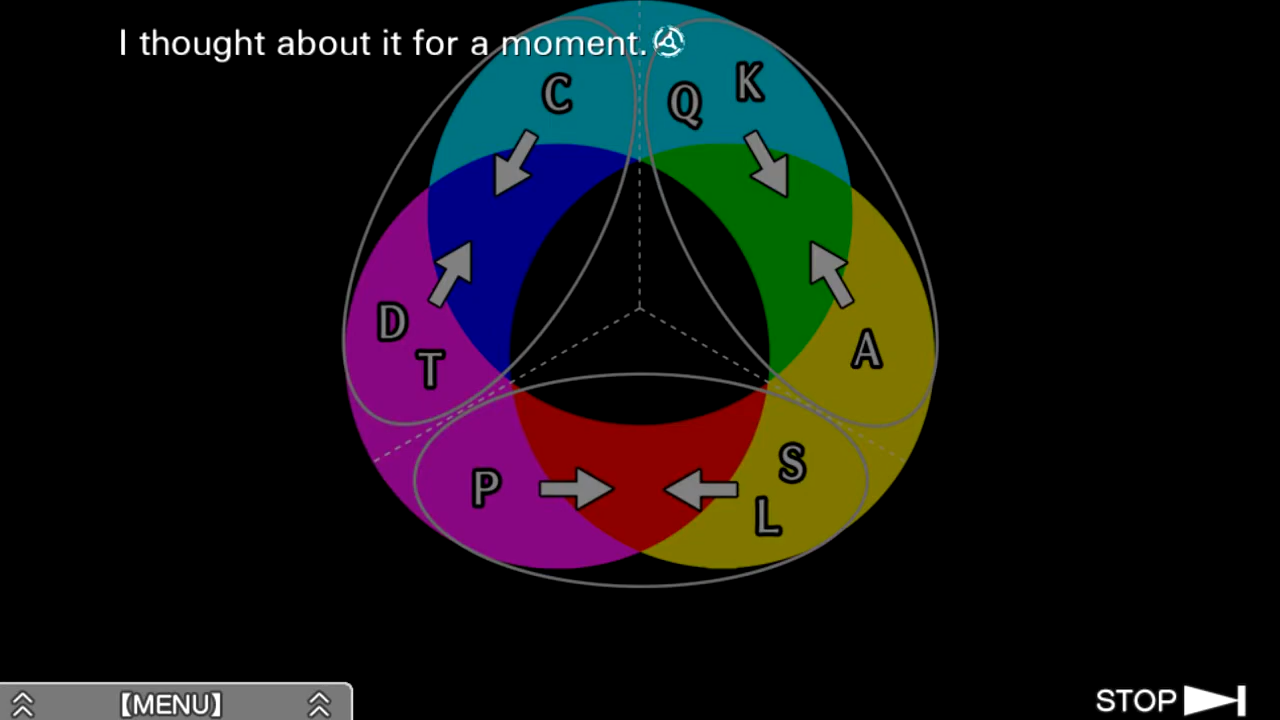 I thought about it for a moment.
C
Q K
D
T
A
P
S
L
【MENU】
STOP